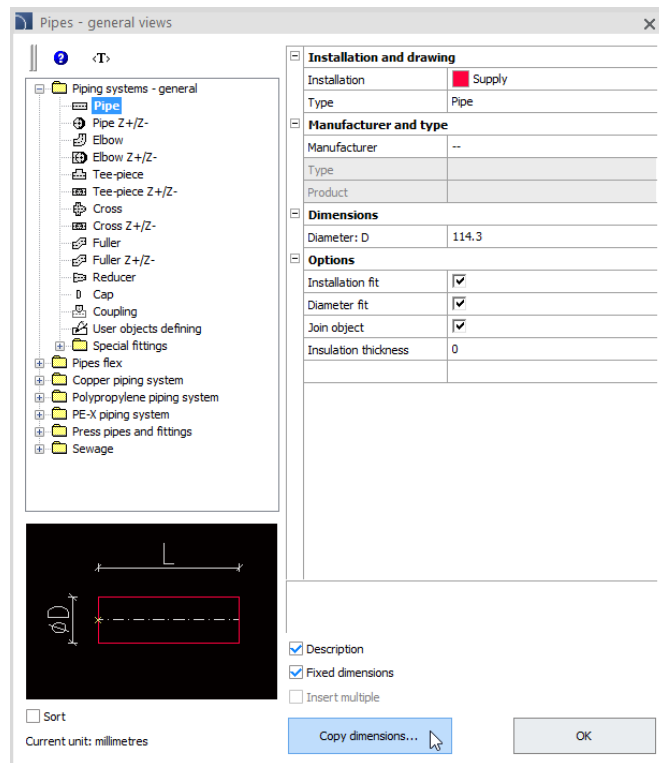 Pipes - general views
<T>
Piping systems - general
Pipe
Pipe Z+/Z-
Elbow
Elbow Z+/Z-
Tee-piece
Tee-piece Z+/Z-
Cross
Cross Z+/Z-
Fuller
Fuller Z+/Z-
Reducer
Cap
Coupling
User objects defining
Special fittings
Pipes flex
Copper piping system
Polypropylene piping system
PE-X piping system
Press pipes and fittings
Sewage
Installation and drawing
Installation Supply
Type Pipe
Manufacturer and type
Manufacturer --
Type
Product
Dimensions
Diameter: D 114.3
Options
Installation fit
Diameter fit
Join object
Insulation thickness 0
L
ØD
Description
Fixed dimensions
Insert multiple
Sort
Current unit: millimetres
Copy dimensions...
OK